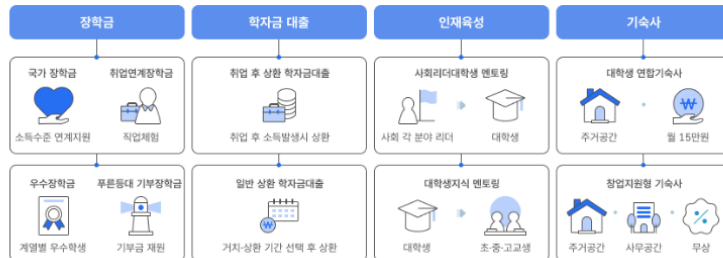 장학금
국가 장학금 취업연계장학금
소득수준 연계지원 직업체험
우수장학금 푸른등대 기부장학금
계열별 우수학생 기부금 재원
학자금 대출
취업 후 상환 학자금대출
취업 후 소득발생시 상환
일반 상환 학자금대출
₩
거치·상환 기간 선택 후 상환
인재육성
사회리더대학생 멘토링
사회 각 분야 리더 대학생
대학생지식 멘토링
대학생 초·중·고교생
기숙사
대학생 연합기숙사
₩
주거공간 월 15만원
창업지원형 기숙사
주거공간 사무공간 무상